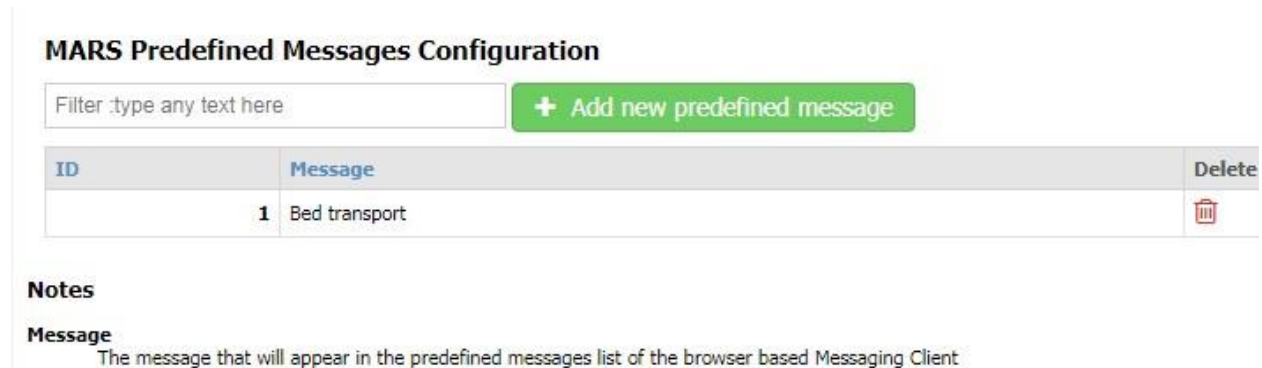 MARS Predefined Messages Configuration
Filter :type any text here
+ Add new predefined message
ID Message Delete
1 Bed transport
Notes
Message
The message that will appear in the predefined messages list of the browser based Messaging Client